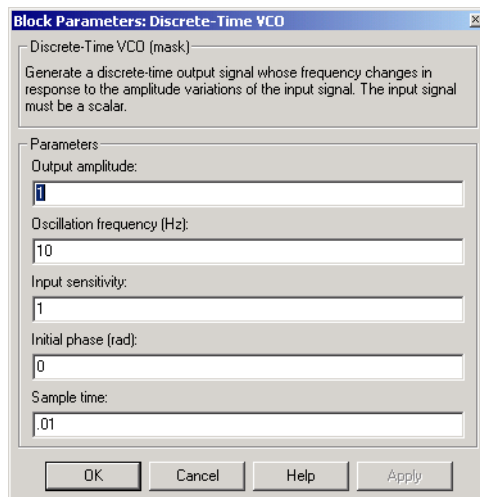 Block Parameters: Discrete-Time VCO
Discrete-Time VCO (mask)
Generate a discrete-time output signal whose frequency changes in
response to the amplitude variations of the input signal. The input signal
must be a scalar.
Parameters
Output amplitude:
1
Oscillation frequency (Hz):
10
Input sensitivity:
1
Initial phase (rad):
0
Sample time:
.01
OK Cancel Help Apply